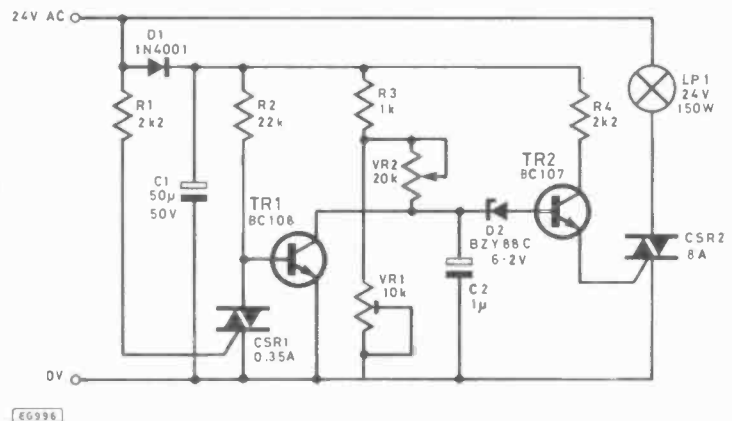 24V AC
D1
1N4001
R1
2k2
R2
22k
R3
1k
R4
2k2
LP1
24V
150W
C1
50µ
50V
VR2
20k
TR1
BC108
TR2
BC107
D2
BZY88C
6·2V
CSR2
8A
VR1
10k
C2
1µ
CSR1
0.35A
0V
EG996